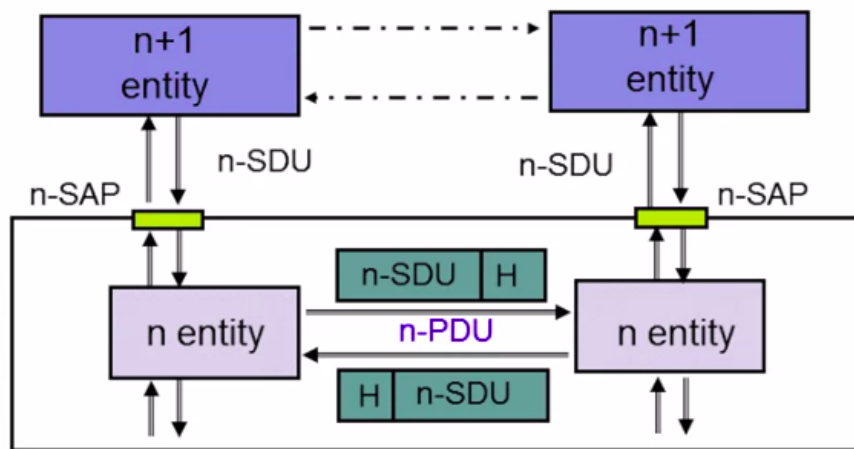 n+1
entity
n+1
entity
n-SDU
n-SDU
n-SAP
n-SAP
n-SDU H
n entity
n-PDU
n entity
H n-SDU